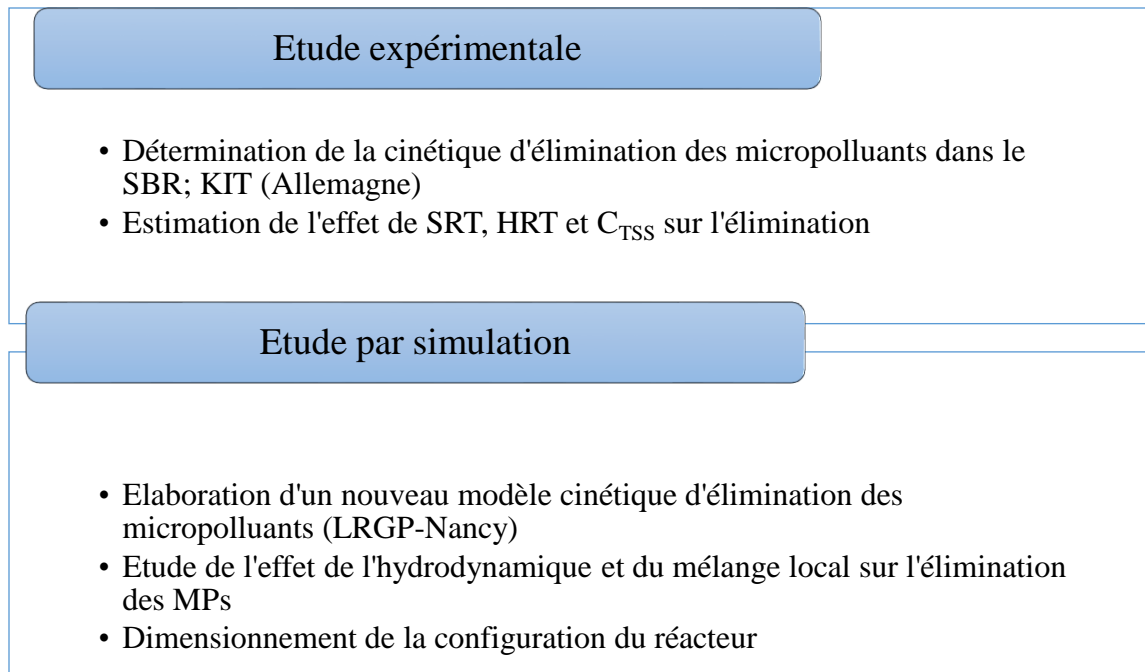 Etude expérimentale
• Détermination de la cinétique d'élimination des micropolluants dans le
SBR; KIT (Allemagne)
• Estimation de l'effet de SRT, HRT et C_TSS sur l'élimination
Etude par simulation
• Elaboration d'un nouveau modèle cinétique d'élimination des
micropolluants (LRGP-Nancy)
• Etude de l'effet de l'hydrodynamique et du mélange local sur l'élimination
des MPs
• Dimensionnement de la configuration du réacteur